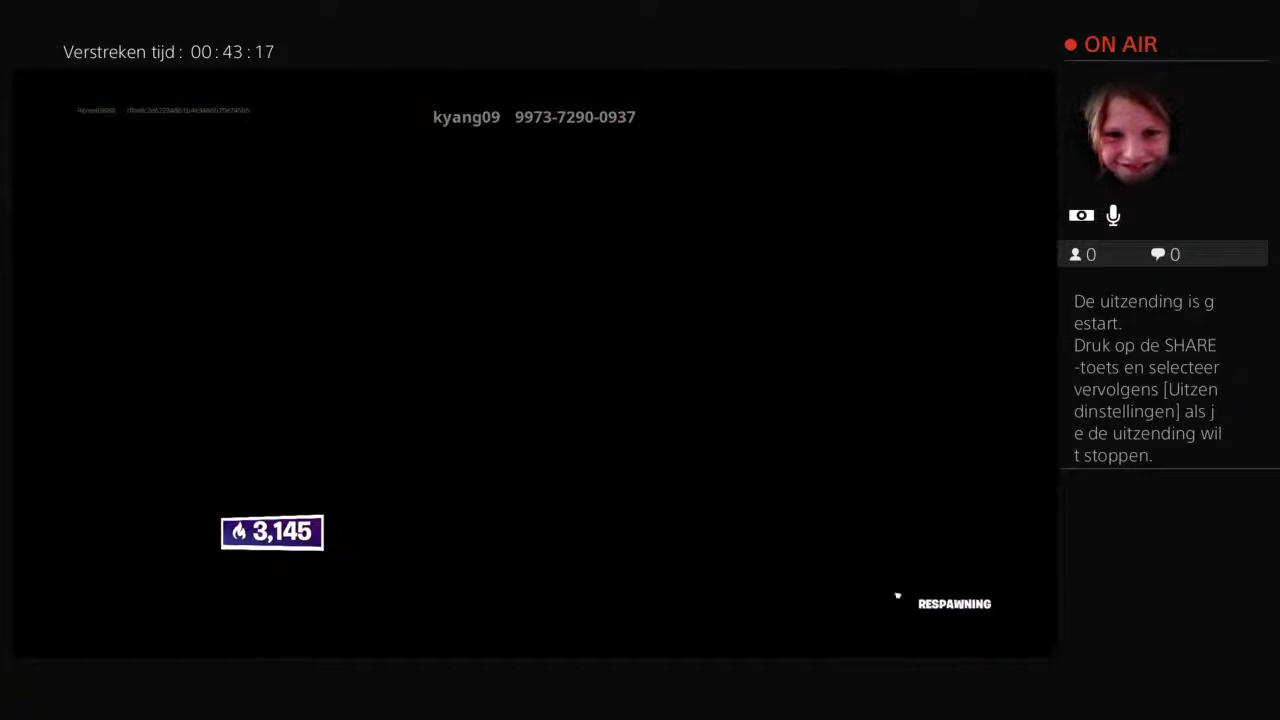 Verstreken tijd: 00:43:17
ON AIR
kyang09 9973-7290-0937
0 0
De uitzending is g
estart.
Druk op de SHARE
-toets en selecteer
vervolgens [Uitzen
dinstellingen] als j
e de uitzending wil
t stoppen.
3,145
RESPAWNING